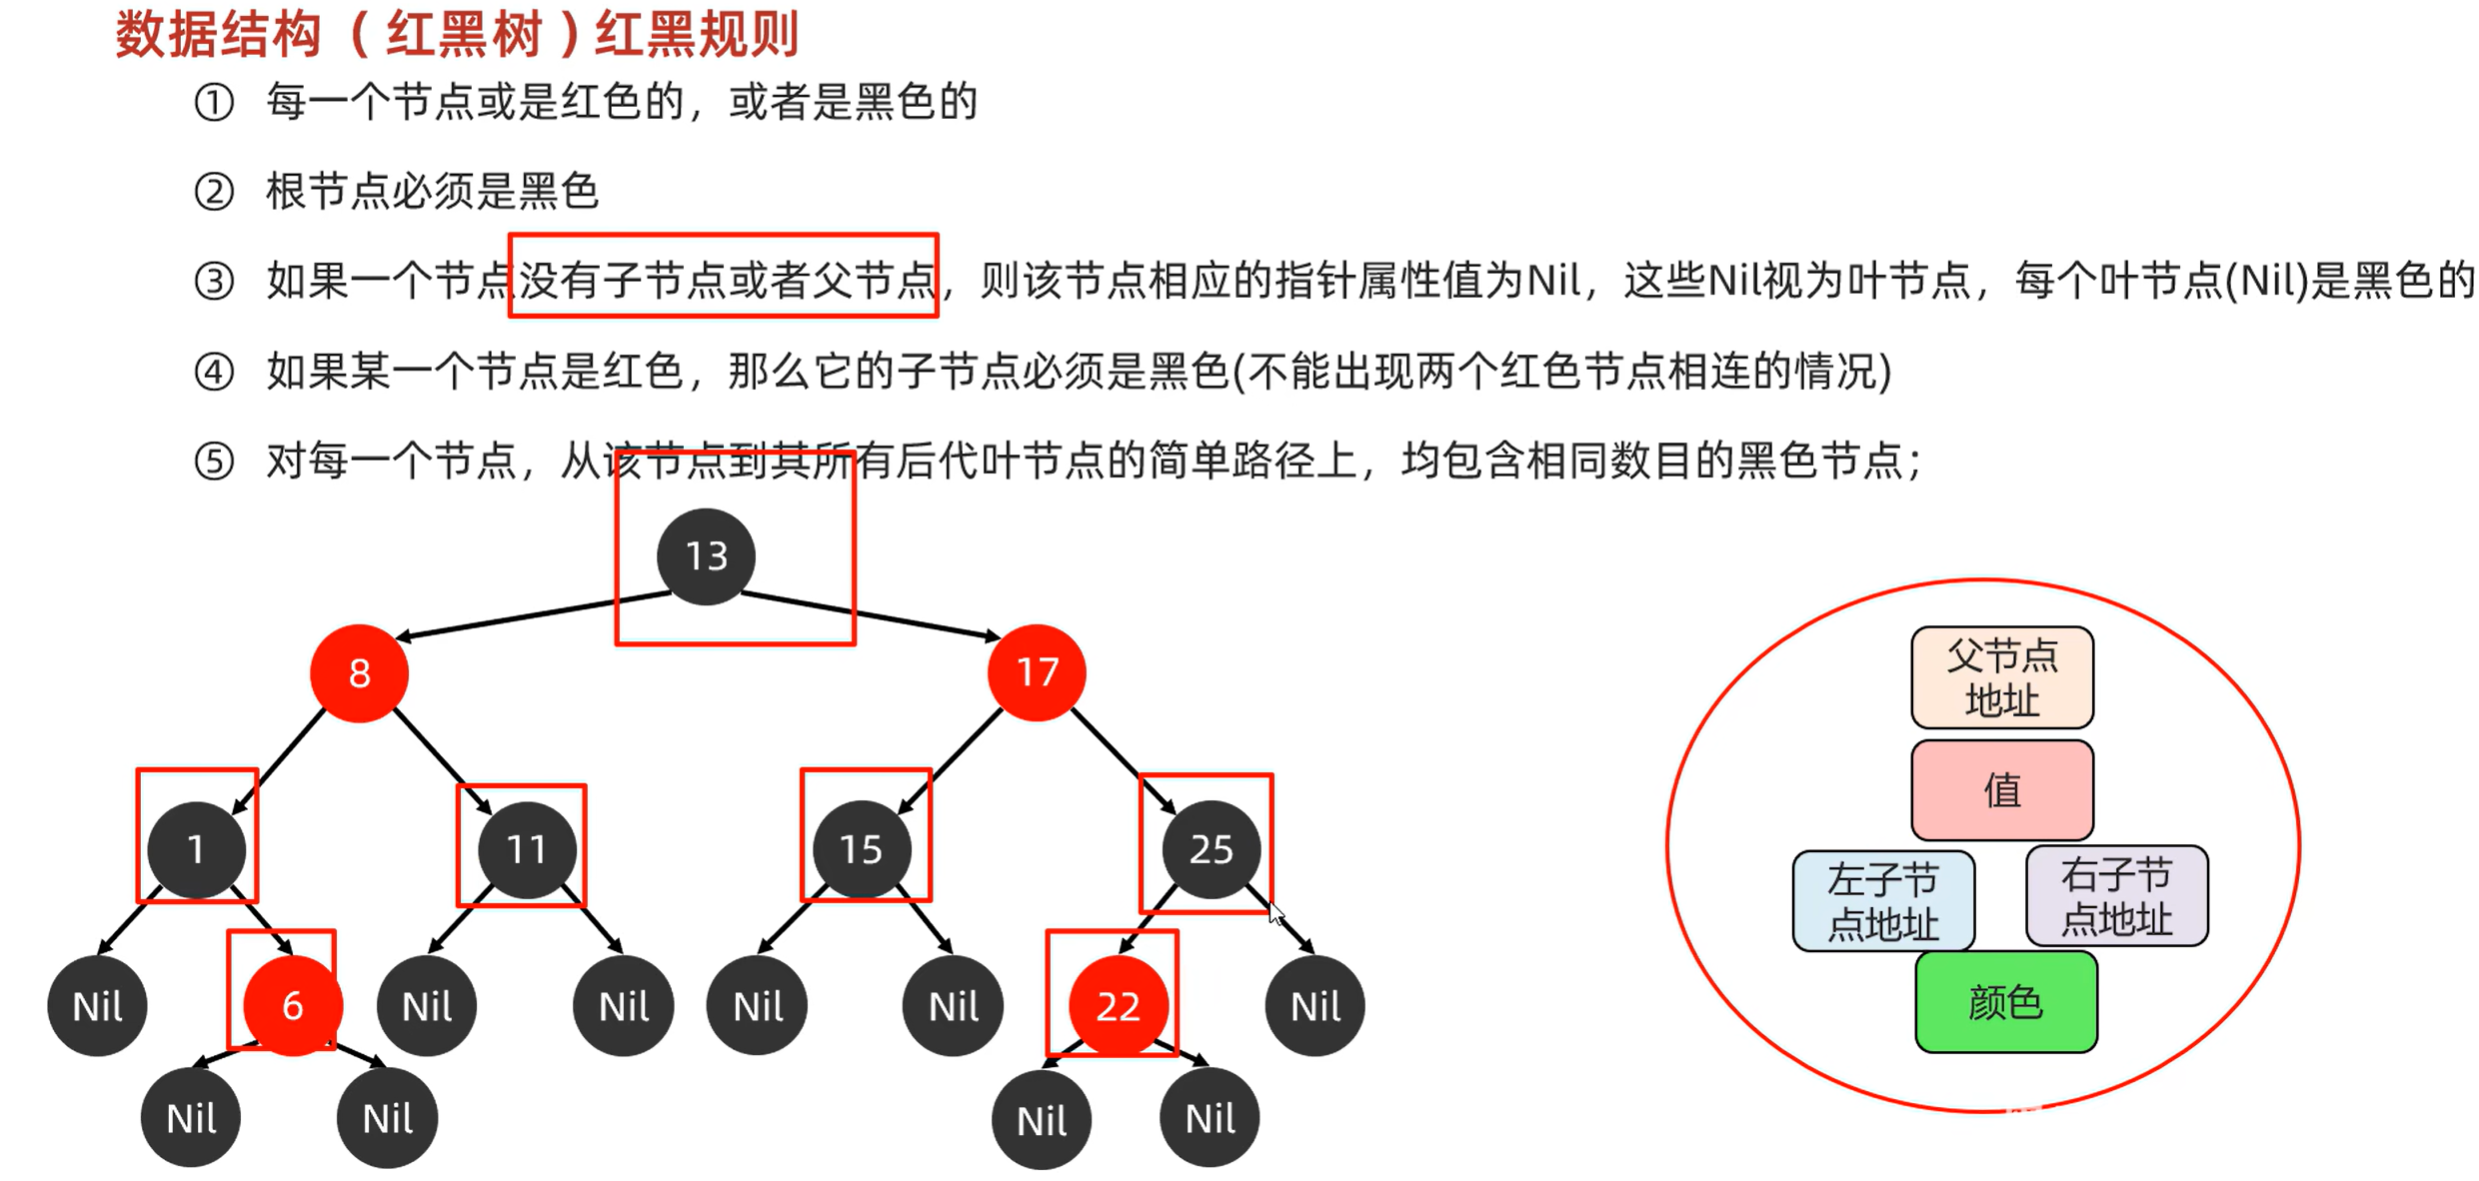 数据结构（红黑树）红黑规则
① 每一个节点或是红色的，或者是黑色的
② 根节点必须是黑色
③ 如果一个节点没有子节点或者父节点，则该节点相应的指针属性值为Nil，这些Nil视为叶节点，每个叶节点(Nil)是黑色的
④ 如果某一个节点是红色，那么它的子节点必须是黑色(不能出现两个红色节点相连的情况)
⑤ 对每一个节点，从该节点到其所有后代叶节点的简单路径上，均包含相同数目的黑色节点；
13
8
17
1
11
15
25
Nil
6
Nil
Nil
Nil
Nil
22
Nil
Nil
Nil
Nil
Nil
父节点
地址
值
左子节
点地址
右子节
点地址
颜色